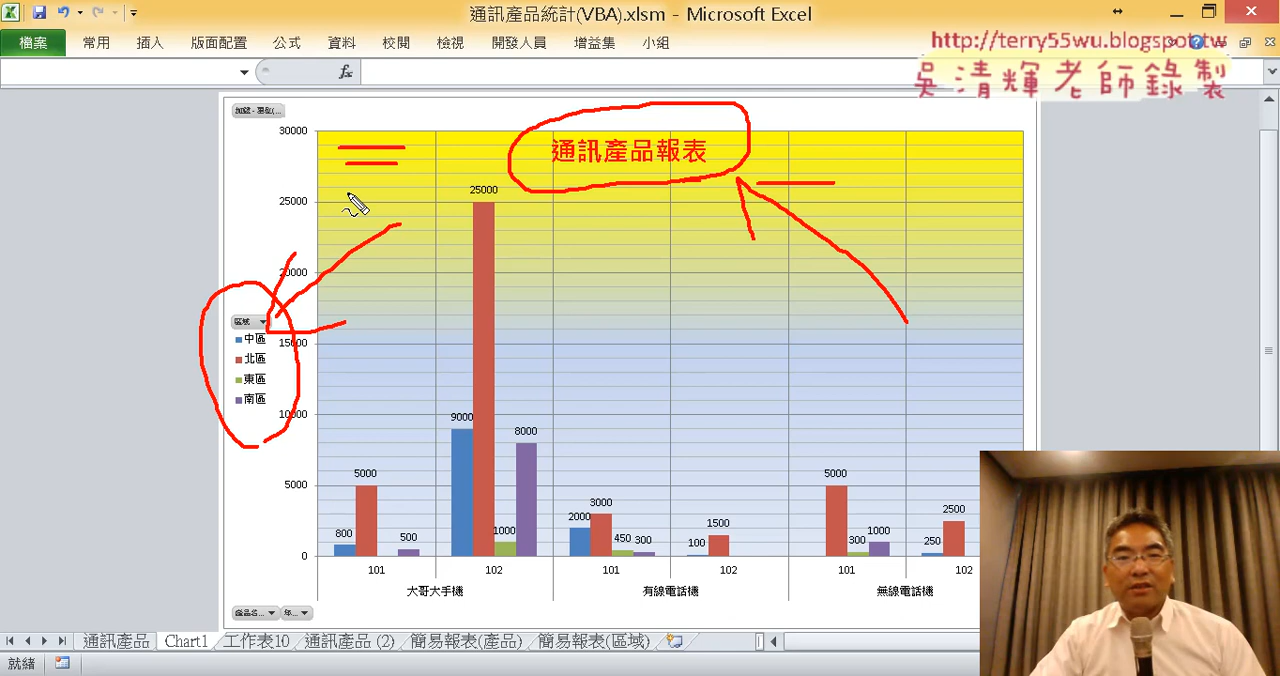 通訊產品統計(VBA).xlsm - Microsoft Excel
檔案 常用 插入 版面配置 公式 資料 校閱 檢視 開發人員 增益集 小組
http://terry55wu.blogspot.tw
吳清輝老師錄製
fx
通訊產品報表
30000
25000
20000
15000
10000
5000
0
區域
中區
北區
東區
南區
800 5000 500
9000 25000 1000 8000
2000 3000 450 300
100 1500
5000 300 1000
250 2500
101 102 101 102 101 102
大哥大手機 有線電話機 無線電話機
產品名... 年...
通訊產品 Chart1 工作表10 通訊產品 (2) 簡易報表(產品) 簡易報表(區域)
就緒